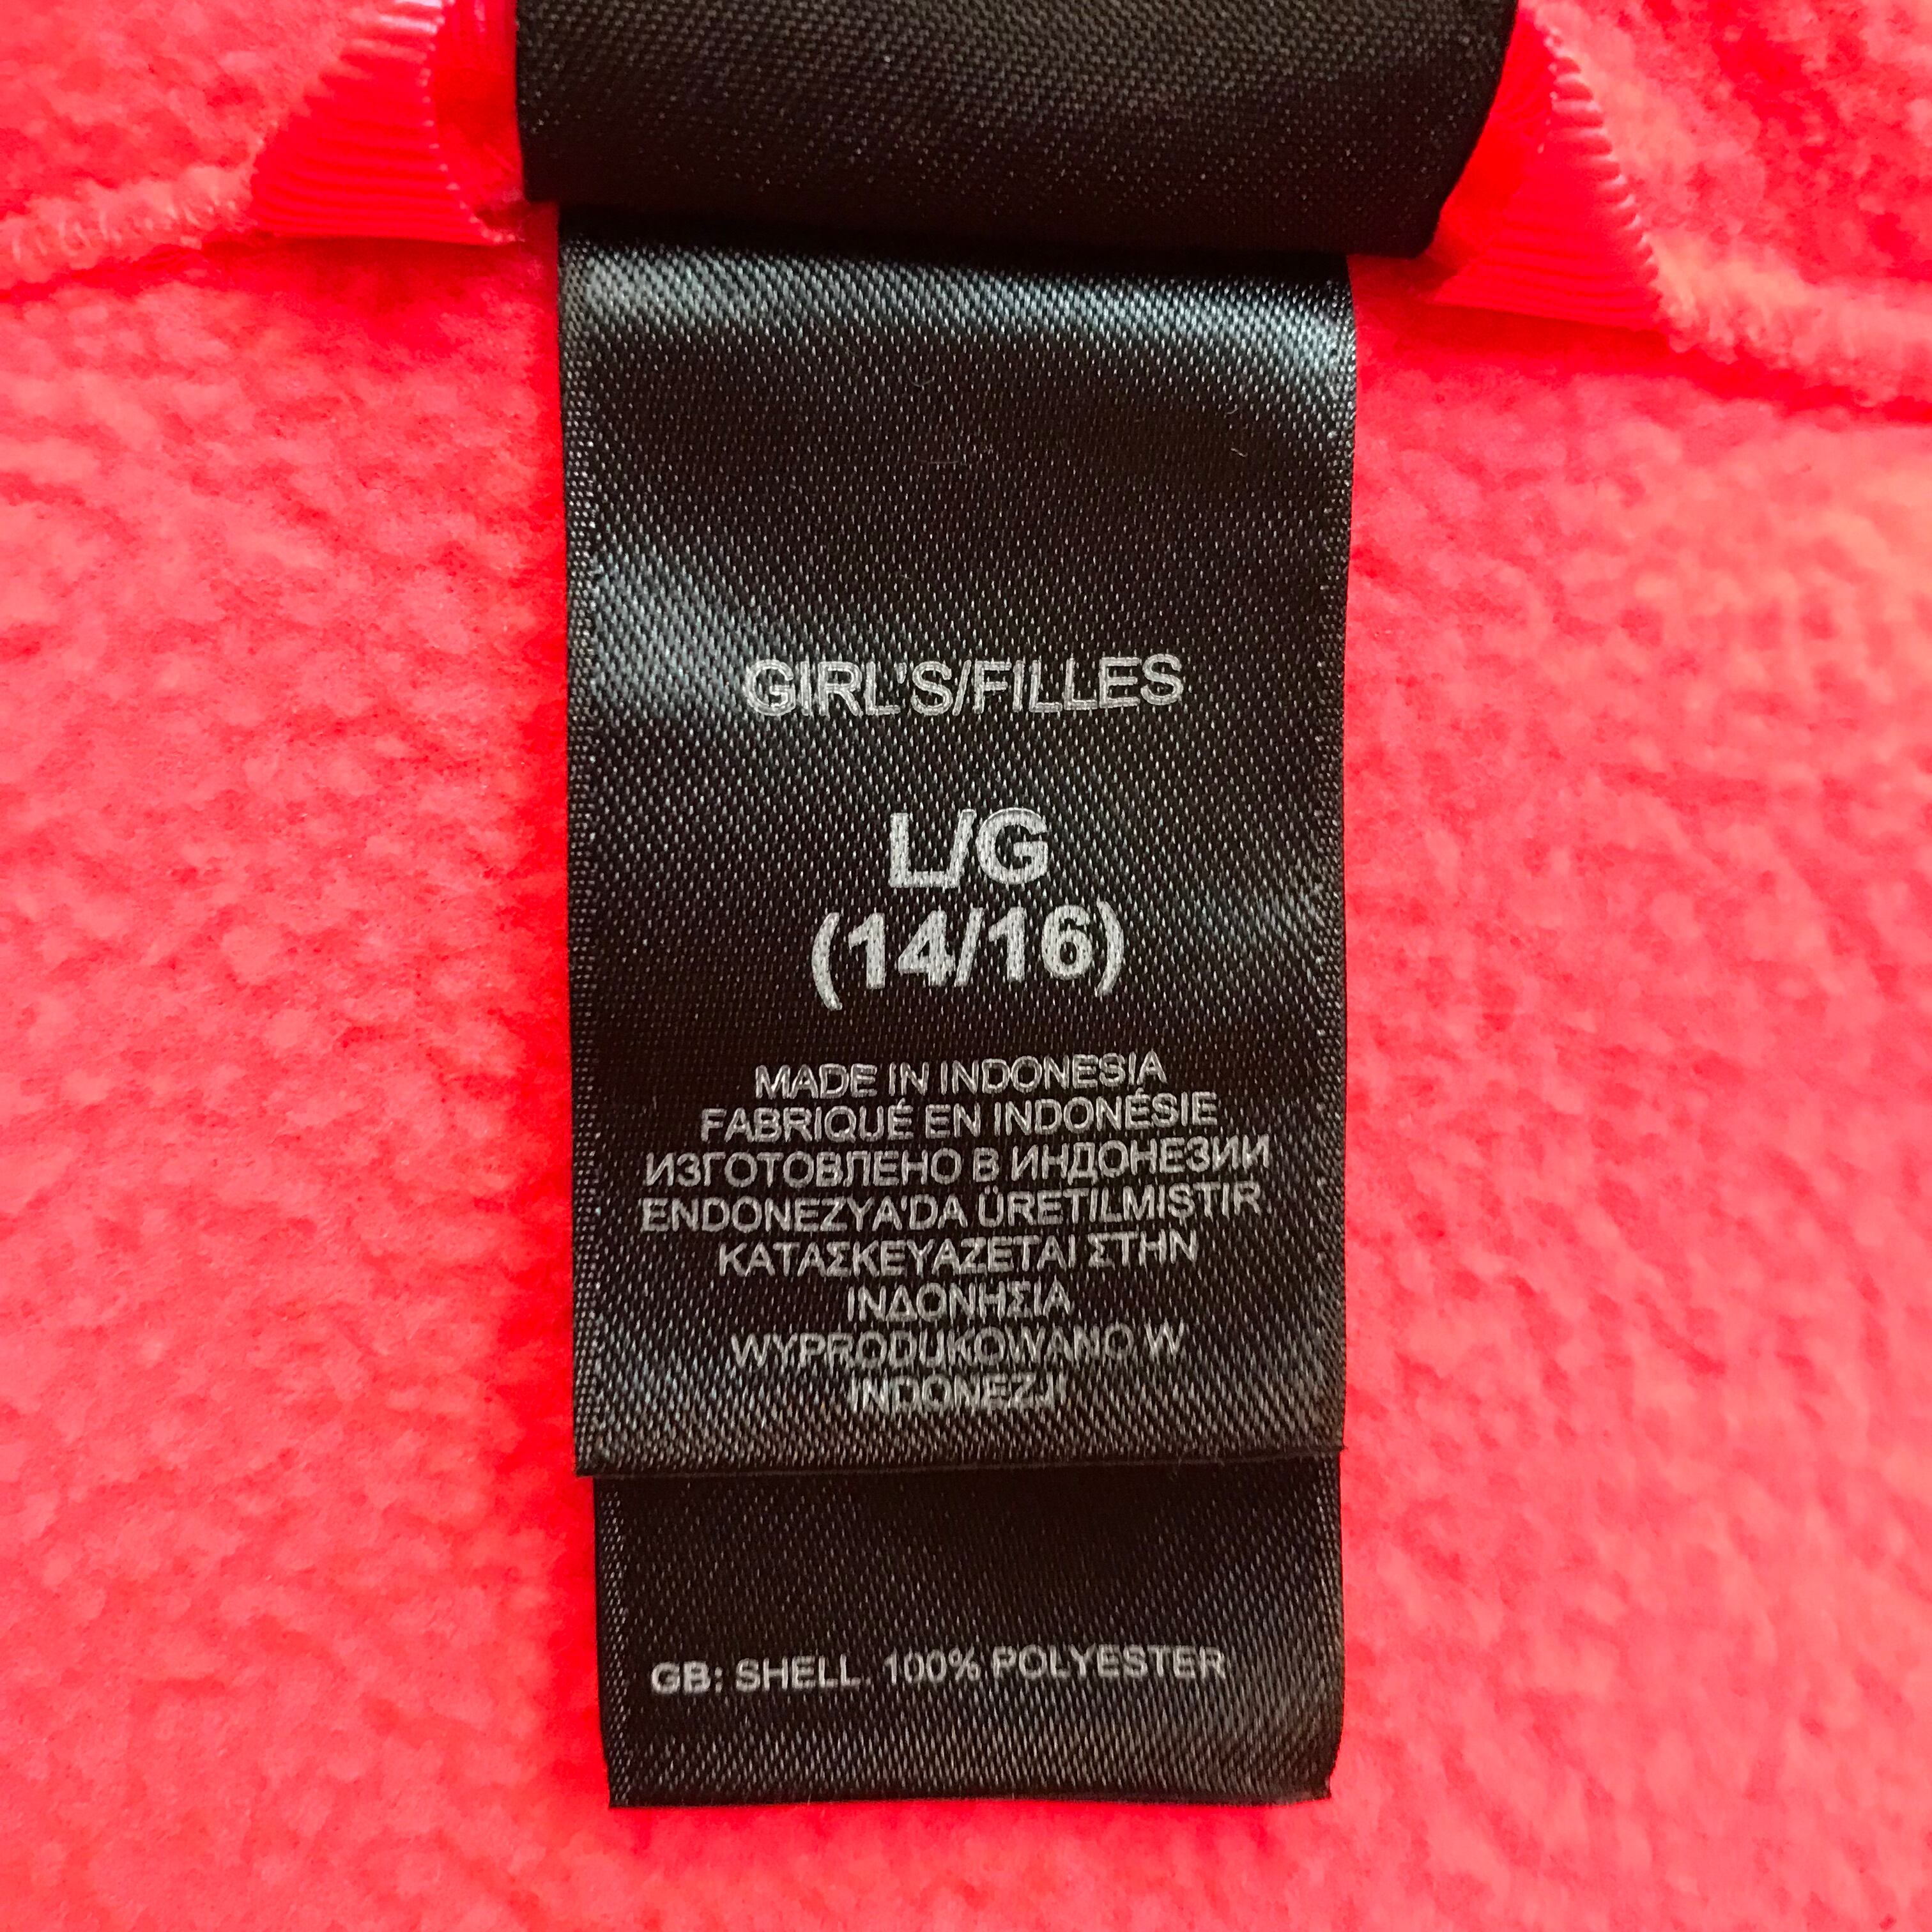 GIRL'S/FILLES
L/G
(14/16)
MADE IN INDONESIA
FABRIQUÉ EN INDONÉSIE
ИЗГОТОВЛЕНО В ИНДОНЕЗИИ
ENDONEZYA'DA ÜRETILMIŞTIR
ΚΑΤΑΣΚΕΥΑΖΕΤΑΙ ΣΤΗΝ
ΙΝΔΟΝΗΣΙΑ
WYPRODUKOWANO W
INDONEZJI
GB: SHELL. 100% POLYESTER